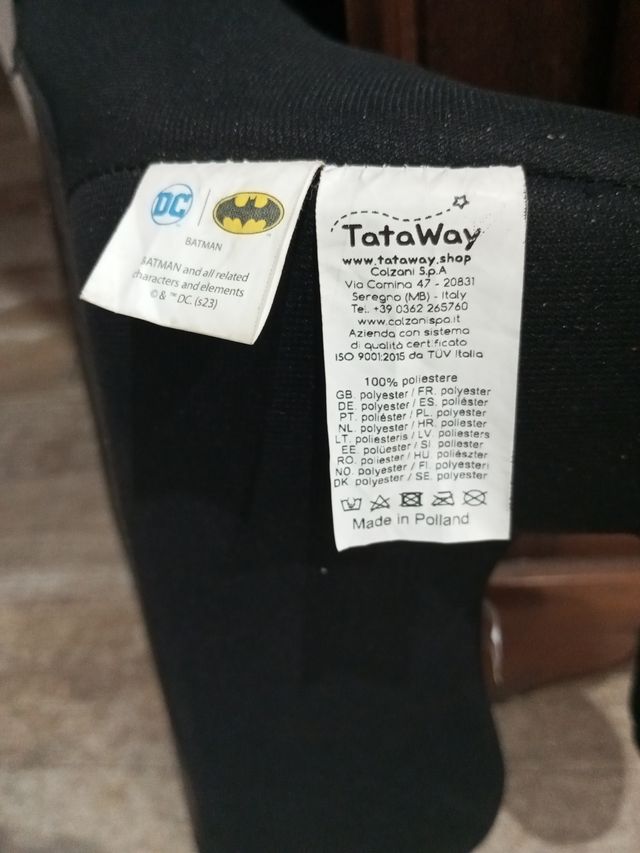 DC
BATMAN
BATMAN and all related
characters and elements
© & ™ DC. (s23)
TataWay
www.tataway.shop
Colzani S.p.A
Via Comina 47 - 20831
Seregno (MB) - Italy
Tel. +39 0362 265760
www.colzanispa.it
Azienda con sistema
di qualità certificato
ISO 9001:2015 da TÜV Italia
100% poliestere
GB. polyester / FR. polyester
DE. polyester / ES. poliéster
PT. poliéster / PL. polyester
NL. polyester / HR. poliester
LT. poliesteris / LV. poliesters
EE. polüester / SI. poliester
RO. poliester / HU. poliészter
NO. polyester / FI. polyesteri
DK. polyester / SE. polyester
Made in Polland